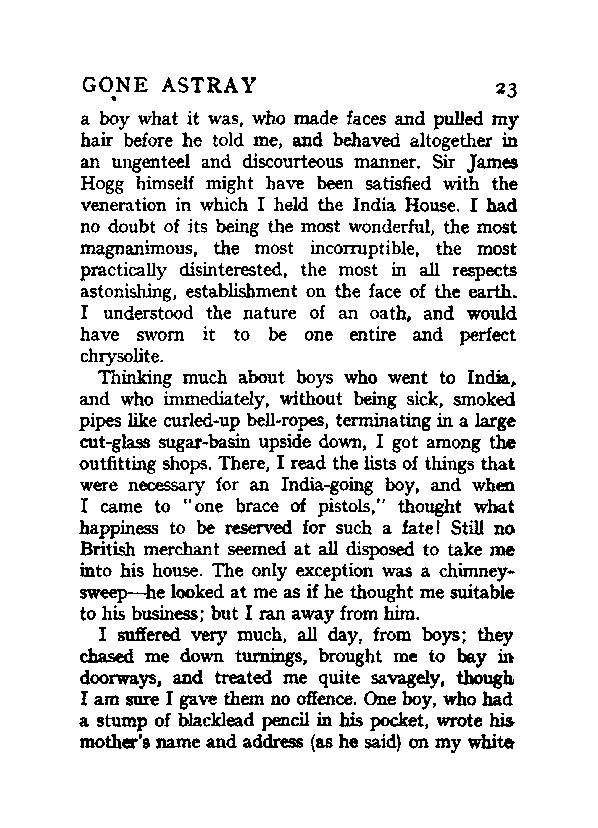 GONE ASTRAY 23
a boy what it was, who made faces and pulled my
hair before he told me, and behaved altogether in
an ungenteel and discourteous manner. Sir James
Hogg himself might have been satisfied with the
veneration in which I held the India House. I had
no doubt of its being the most wonderful, the most
magnanimous, the most incorruptible, the most
practically disinterested, the most in all respects
astonishing, establishment on the face of the earth.
I understood the nature of an oath, and would
have sworn it to be one entire and perfect
chrysolite.
Thinking much about boys who went to India,
and who immediately, without being sick, smoked
pipes like curled-up bell-ropes, terminating in a large
cut-glass sugar-basin upside down, I got among the
outfitting shops. There, I read the lists of things that
were necessary for an India-going boy, and when
I came to "one brace of pistols," thought what
happiness to be reserved for such a fate! Still no
British merchant seemed at all disposed to take me
into his house. The only exception was a chimney-
sweep—he looked at me as if he thought me suitable
to his business; but I ran away from him.
I suffered very much, all day, from boys; they
chased me down turnings, brought me to bay in
doorways, and treated me quite savagely, though
I am sure I gave them no offence. One boy, who had
a stump of blacklead pencil in his pocket, wrote his
mother's name and address (as he said) on my white